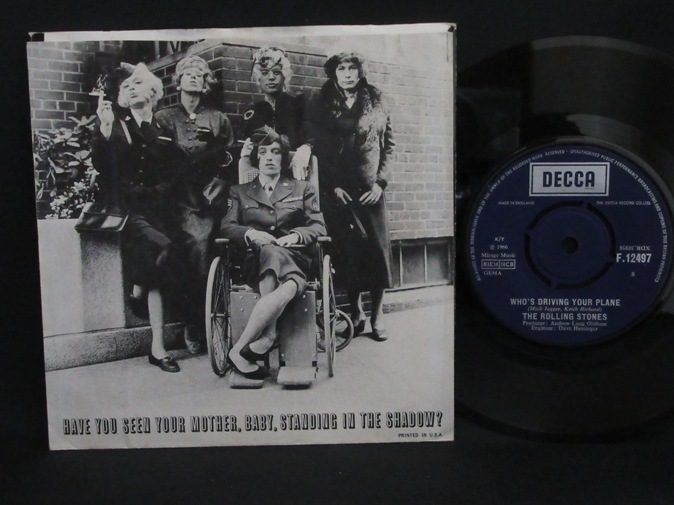 HAVE YOU SEEN YOUR MOTHER, BABY, STANDING IN THE SHADOW?
PRINTED IN U.S.A.
DECCA
MADE IN ENGLAND
THE DECCA RECORD CO. LTD.
K/Y
℗ 1966
Mirage Music
BIEM NCB
GEMA
F.12497
WHO'S DRIVING YOUR PLANE
(Mick Jagger, Keith Richard)
THE ROLLING STONES
Producer: Andrew Loog Oldham
Engineer: Dave Hassinger